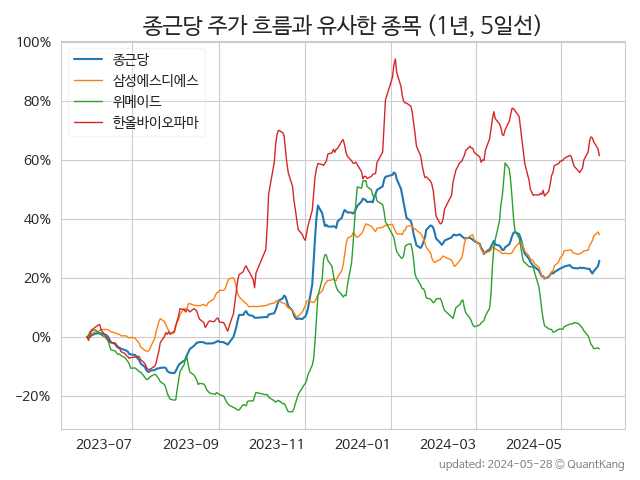 종근당 주가 흐름과 유사한 종목 (1년, 5일선)
100%
80%
60%
40%
20%
0%
−20%
종근당
삼성에스디에스
위메이드
한올바이오파마
2023-07
2023-09
2023-11
2024-01
2024-03
2024-05
updated: 2024-05-28 © QuantKang